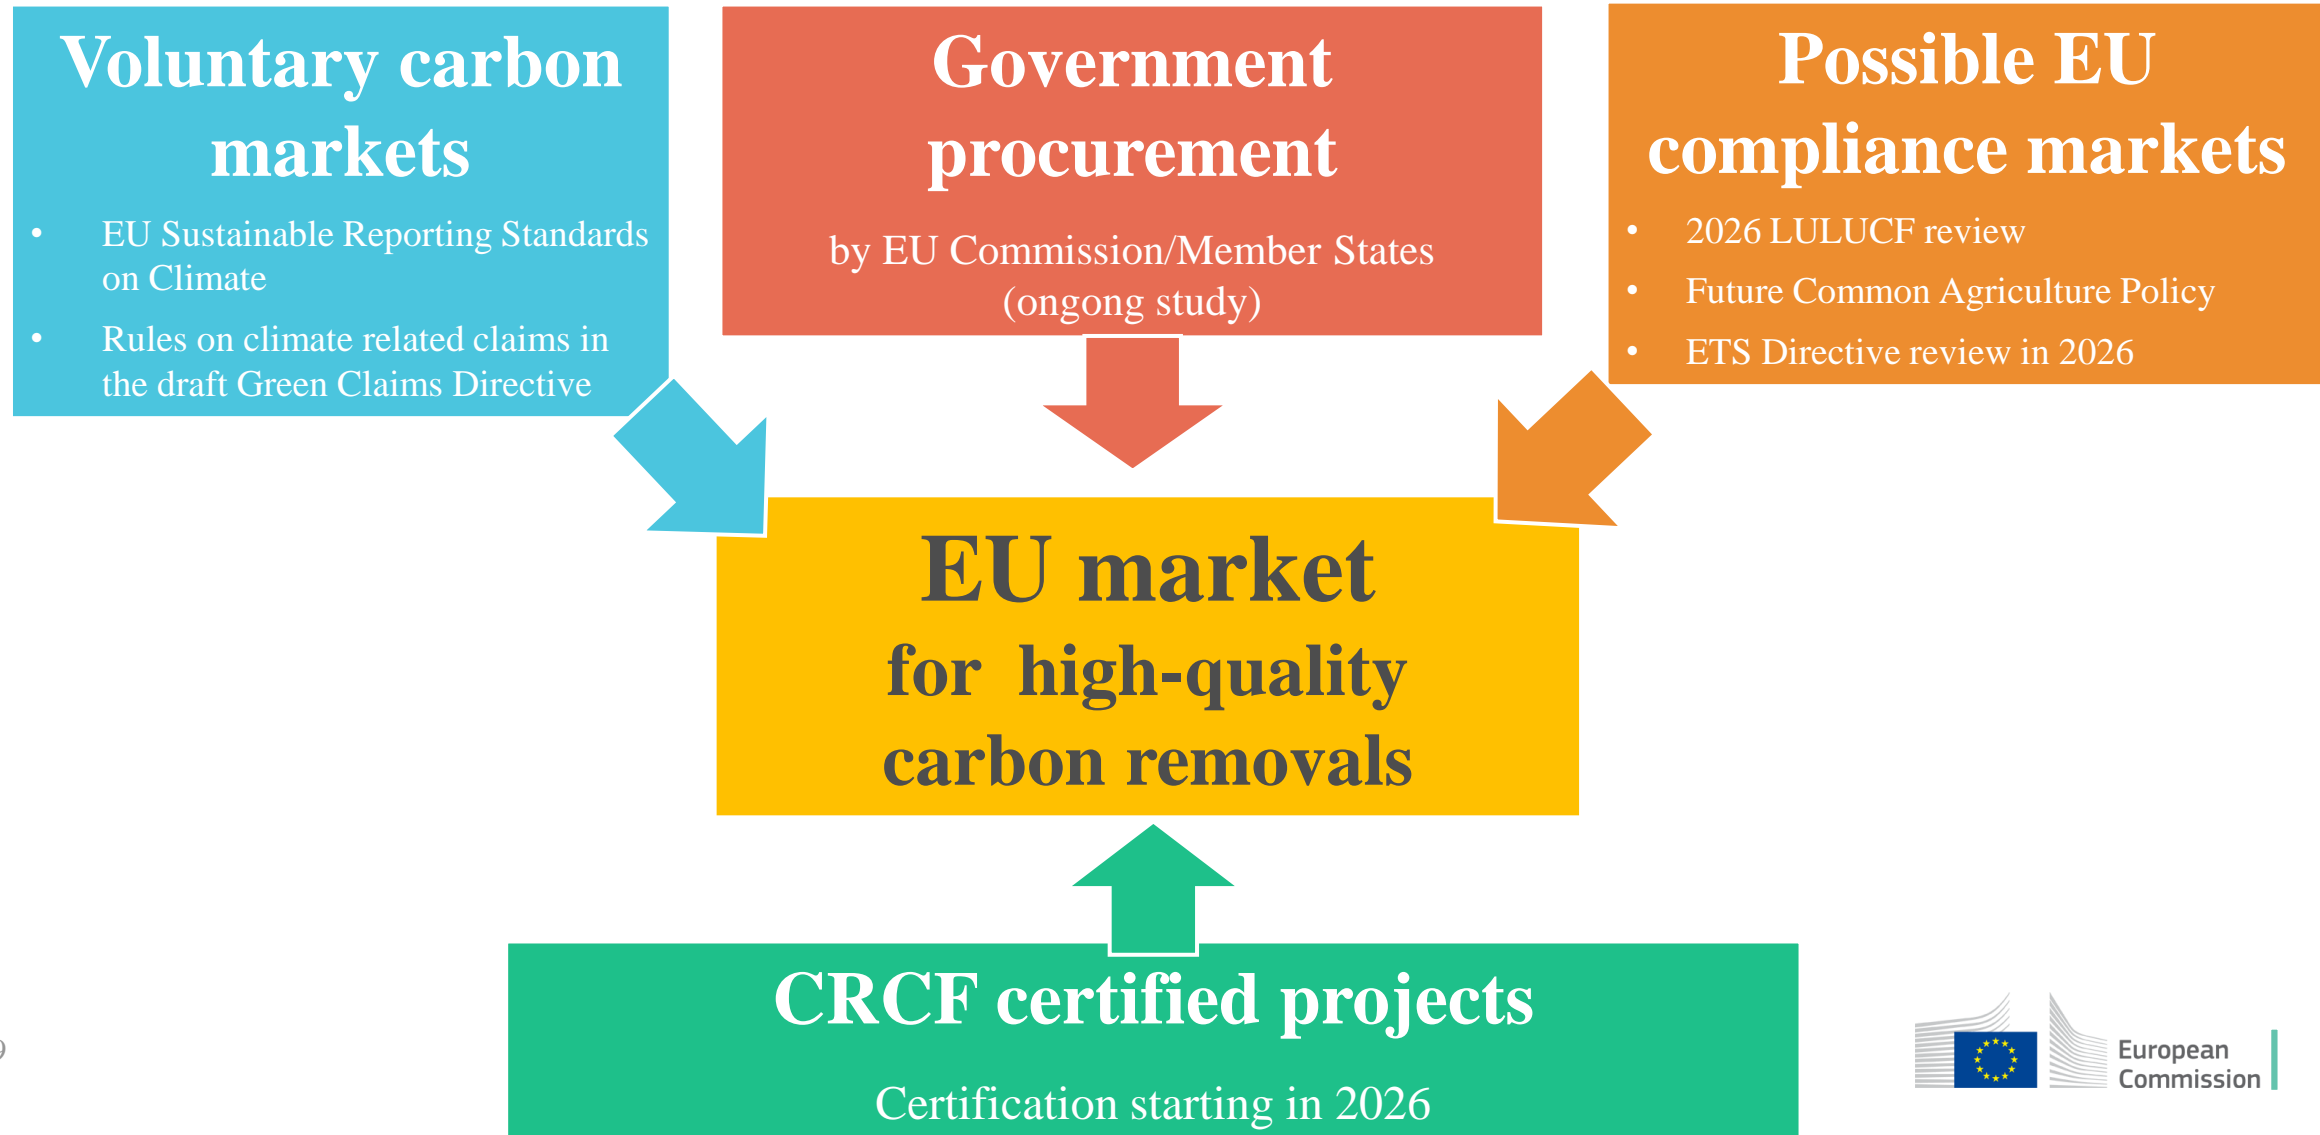 Voluntary carbon
markets
• EU Sustainable Reporting Standards
on Climate
• Rules on climate related claims in
the draft Green Claims Directive
Government
procurement
by EU Commission/Member States
(ongong study)
Possible EU
compliance markets
• 2026 LULUCF review
• Future Common Agriculture Policy
• ETS Directive review in 2026
EU market
for high-quality
carbon removals
CRCF certified projects
Certification starting in 2026
9
European
Commission